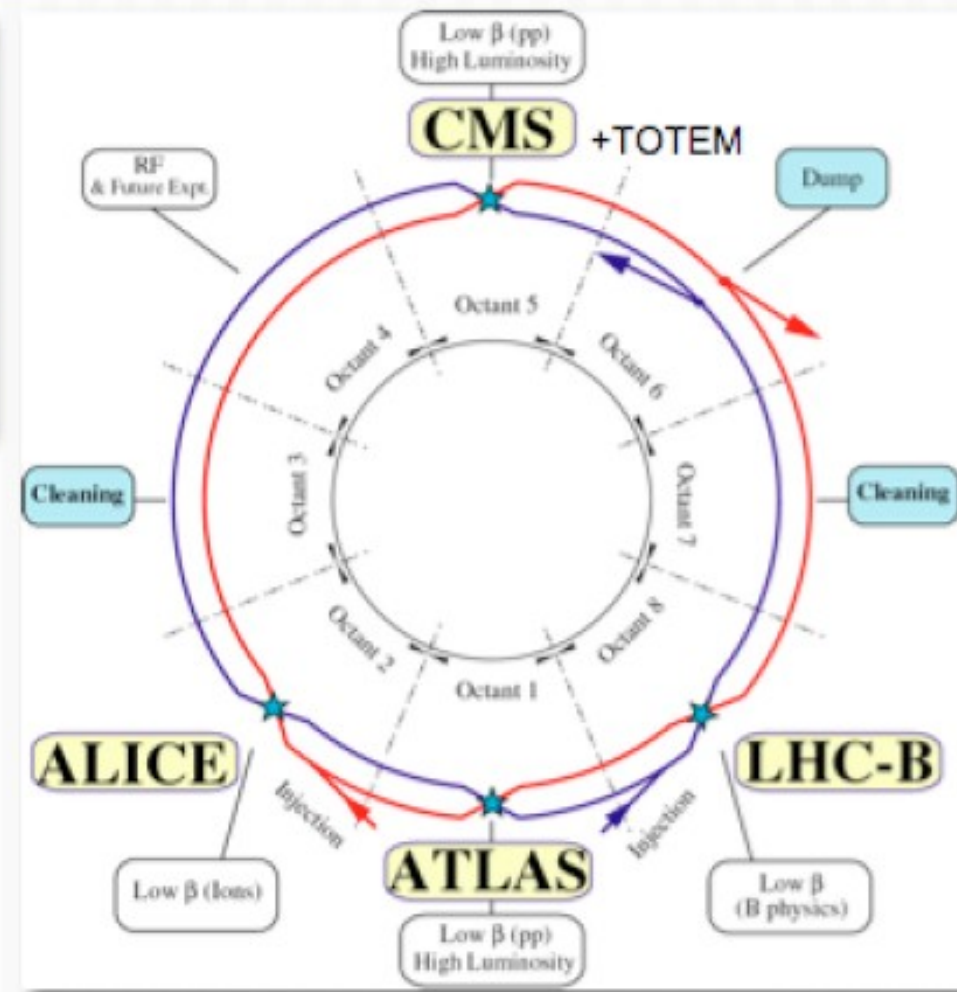 Low β (pp)
High Luminosity
CMS
+TOTEM
RF
& Future Expt.
Dump
Octant 5
Octant 4
Octant 6
Cleaning
Octant 3
Octant 7
Cleaning
Octant 2
Octant 8
Octant 1
ALICE
LHC-B
Injection
Injection
ATLAS
Low β (Ions)
Low β
(B physics)
Low β (pp)
High Luminosity